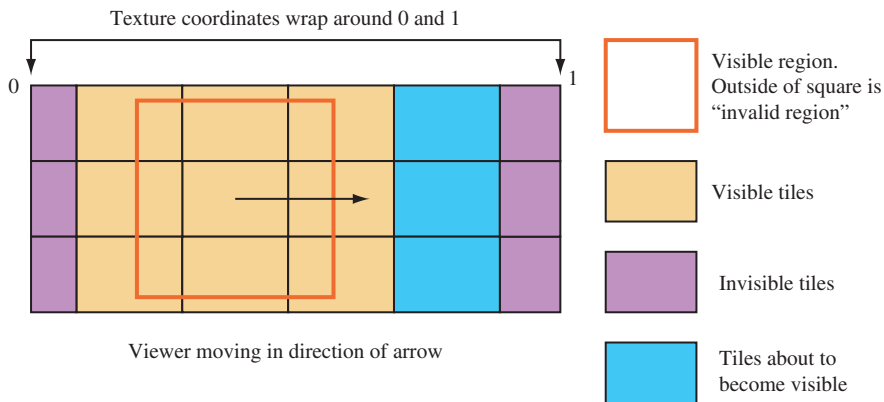 Texture coordinates wrap around 0 and 1
0
1
Visible region.
Outside of square is
“invalid region”
Visible tiles
Invisible tiles
Viewer moving in direction of arrow
Tiles about to
become visible